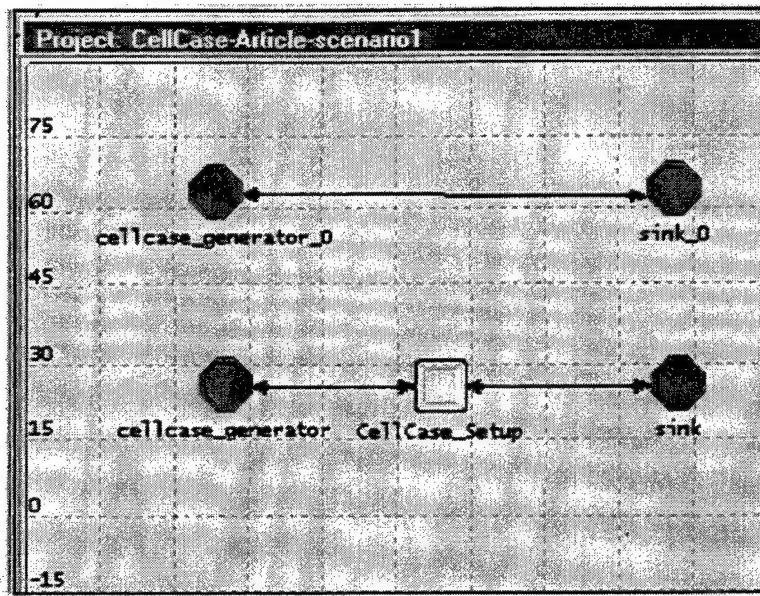 Project: CellCase-Article-scenario1
75
60
cellcase_generator_0 sink_0
45
30
15
cellcase_generator CellCase_Setup sink
0
-15